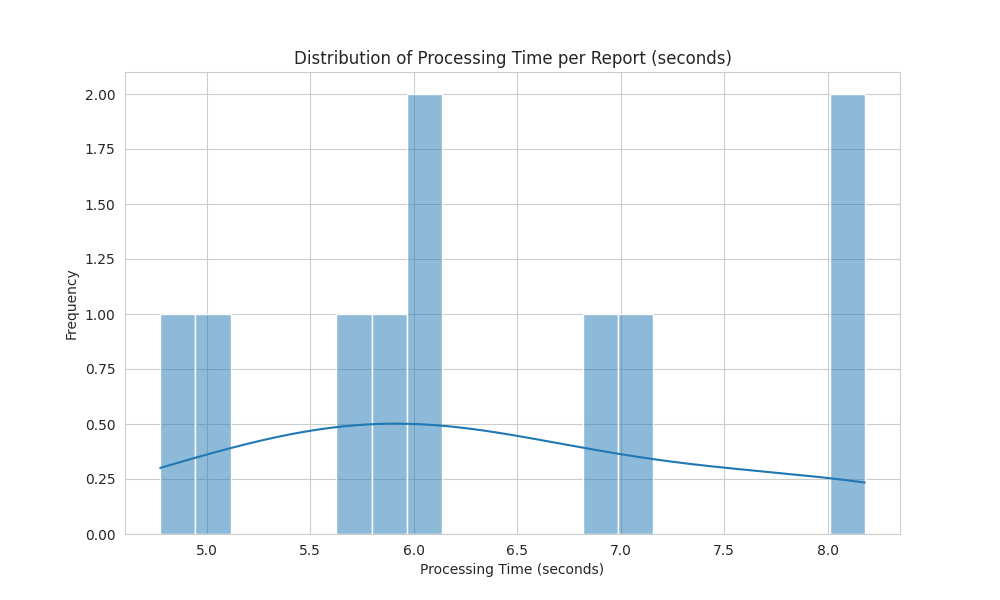 Distribution of Processing Time per Report (seconds)
2.00
1.75
1.50
1.25
1.00
0.75
0.50
0.25
0.00
Frequency
5.0 5.5 6.0 6.5 7.0 7.5 8.0
Processing Time (seconds)